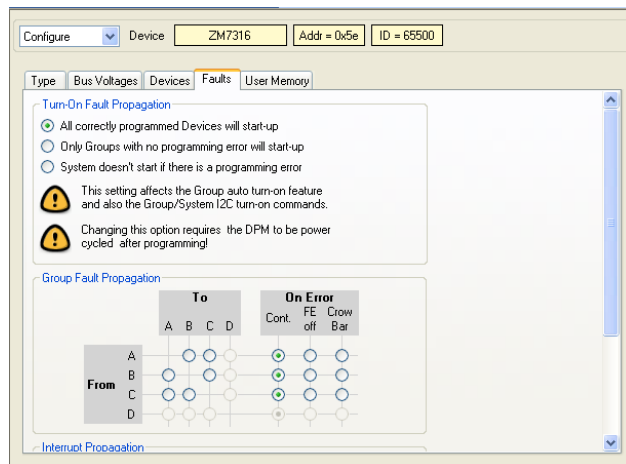 Configure Device ZM7316 Addr = 0x5e ID = 65500
Type Bus Voltages Devices Faults User Memory
Turn-On Fault Propagation
All correctly programmed Devices will start-up
Only Groups with no programming error will start-up
System doesn't start if there is a programming error
This setting affects the Group auto turn-on feature
and also the Group/System I2C turn-on commands.
Changing this option requires the DPM to be power
cycled after programming!
Group Fault Propagation
To On Error
A B C D Cont. FE off Crow Bar
From
A
B
C
D
Interrupt Propagation